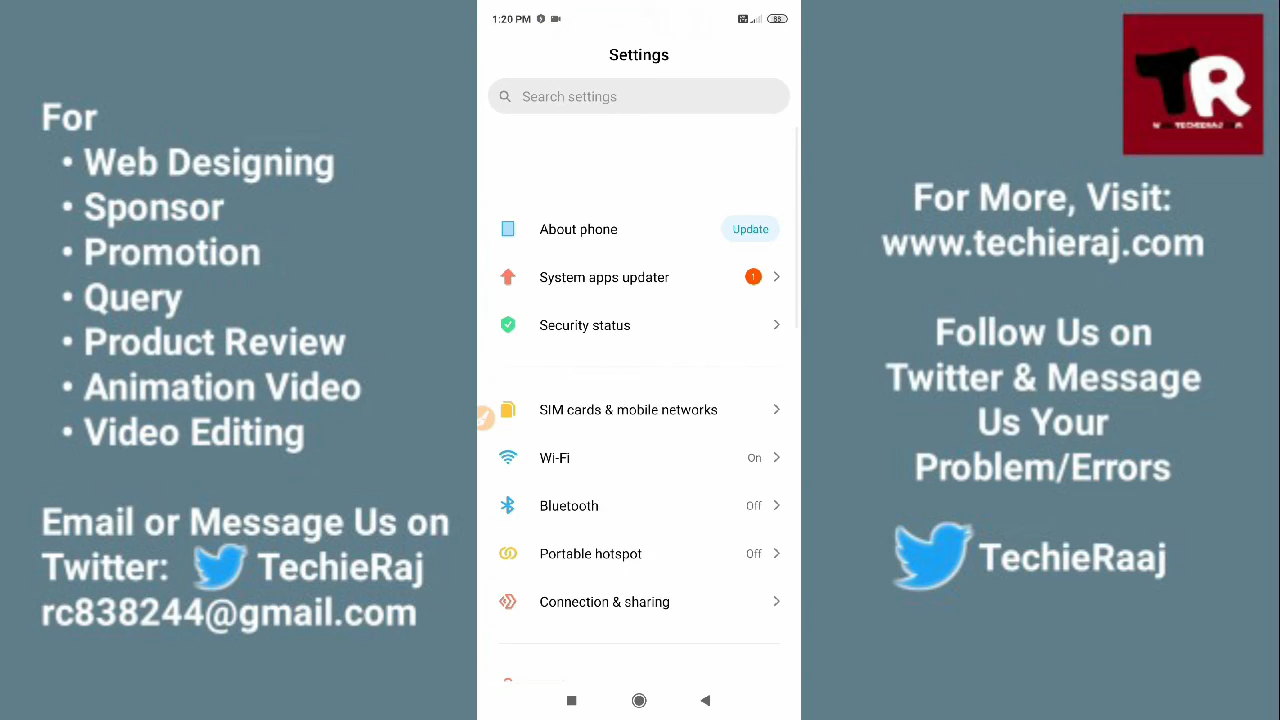 For
• Web Designing
• Sponsor
• Promotion
• Query
• Product Review
• Animation Video
• Video Editing
Email or Message Us on
Twitter: TechieRaj
rc838244@gmail.com
1:20 PM
88
Settings
Search settings
About phone
Update
System apps updater
1
Security status
SIM cards & mobile networks
Wi-Fi
On
Bluetooth
Off
Portable hotspot
Off
Connection & sharing
TR
For More, Visit:
www.techieraj.com
Follow Us on
Twitter & Message
Us Your
Problem/Errors
TechieRaaj